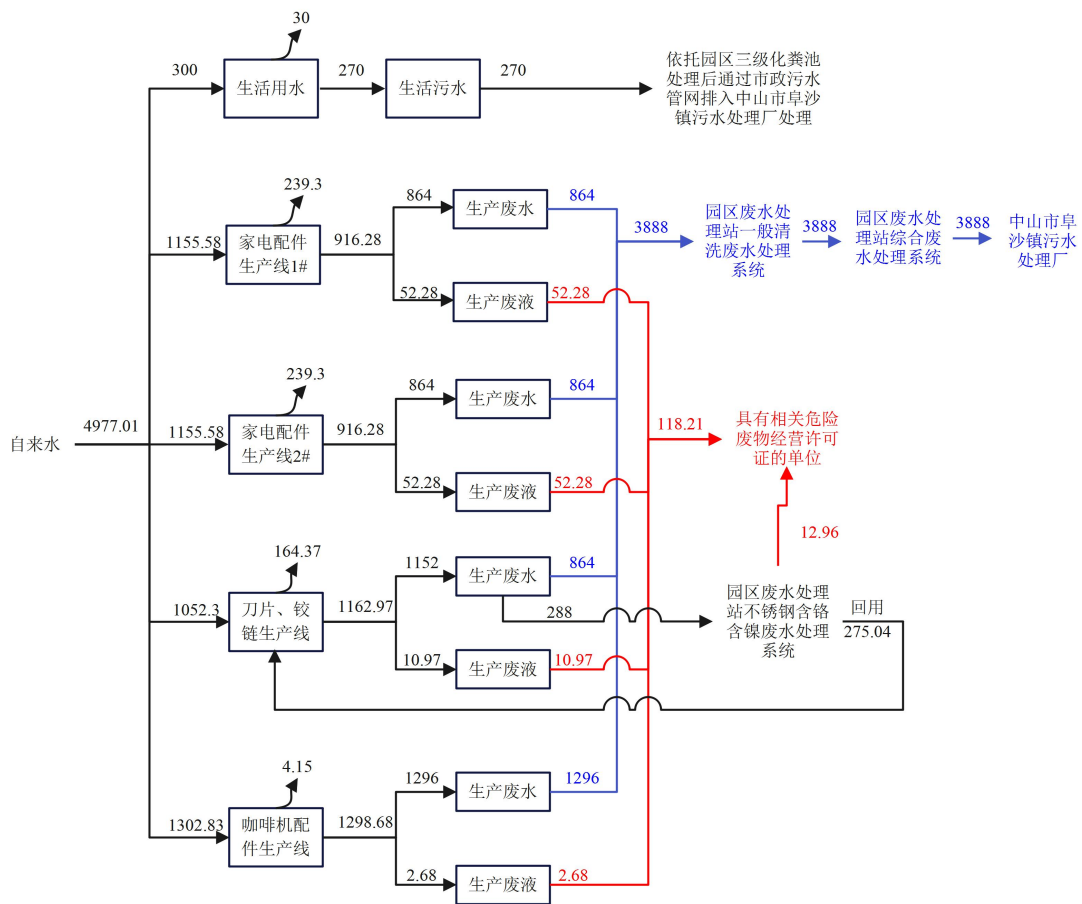 30
300
生活用水
270
生活污水
270
依托园区三级化粪池
处理后通过市政污水
管网排入中山市阜沙
镇污水处理厂处理
239.3
1155.58
家电配件
生产线1#
916.28
864
生产废水
864
52.28
生产废液
52.28
3888
园区废水处
理站一般清
洗废水处理
系统
3888
园区废水处
理站综合废
水处理系统
3888
中山市阜
沙镇污水
处理厂
239.3
自来水
4977.01
1155.58
家电配件
生产线2#
916.28
864
生产废水
864
52.28
生产废液
52.28
118.21
具有相关危险
废物经营许可
证的单位
12.96
164.37
1052.3
刀片、铰
链生产线
1162.97
1152
生产废水
864
288
10.97
生产废液
10.97
园区废水处理
站不锈钢含铬
含镍废水处理
系统
回用
275.04
4.15
1302.83
咖啡机配
件生产线
1298.68
1296
生产废水
1296
2.68
生产废液
2.68